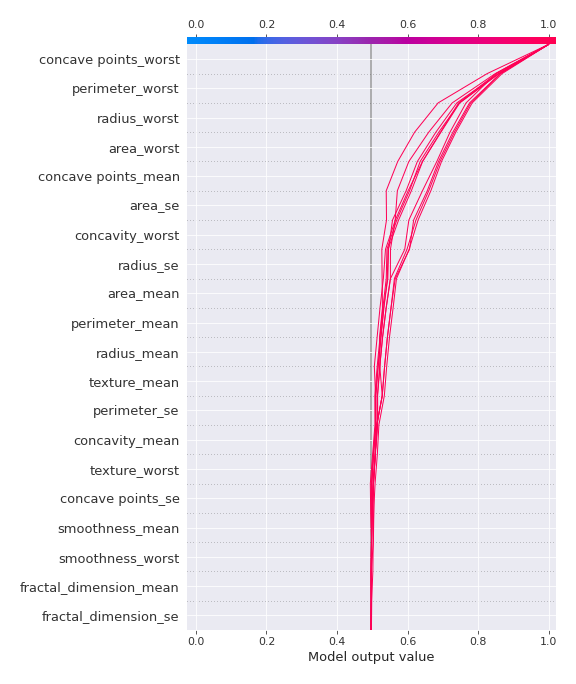 0.0 0.2 0.4 0.6 0.8 1.0
concave points_worst
perimeter_worst
radius_worst
area_worst
concave points_mean
area_se
concavity_worst
radius_se
area_mean
perimeter_mean
radius_mean
texture_mean
perimeter_se
concavity_mean
texture_worst
concave points_se
smoothness_mean
smoothness_worst
fractal_dimension_mean
fractal_dimension_se
0.0 0.2 0.4 0.6 0.8 1.0
Model output value